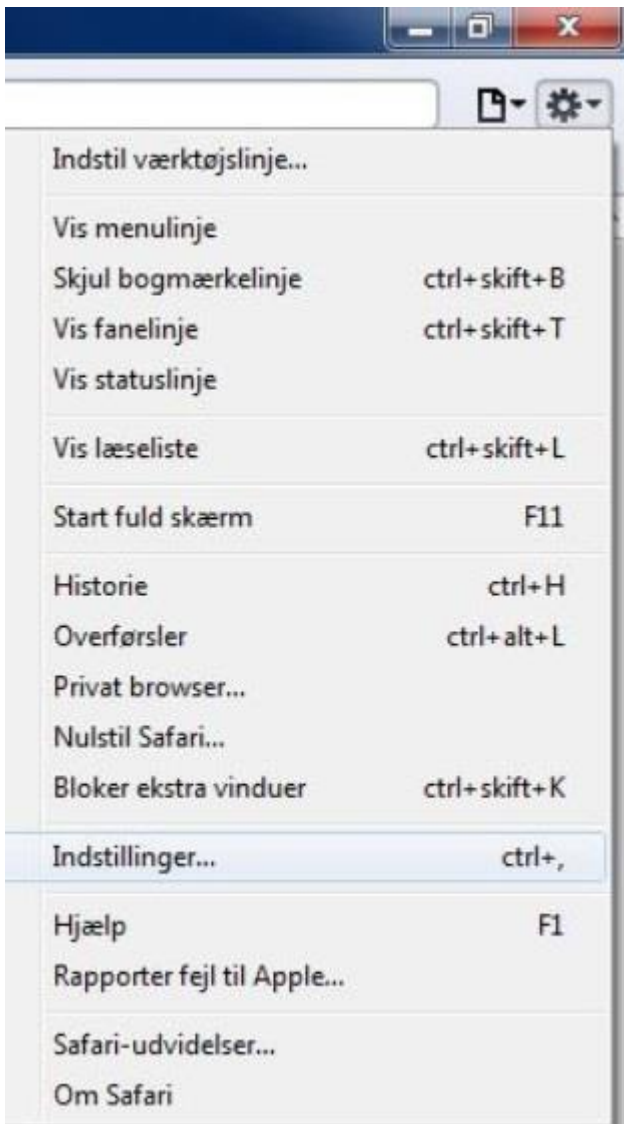 Indstil værktøjslinje...
Vis menulinje
Skjul bogmærkelinje ctrl+skift+B
Vis fanelinje ctrl+skift+T
Vis statuslinje
Vis læseliste ctrl+skift+L
Start fuld skærm F11
Historie ctrl+H
Overførsler ctrl+alt+L
Privat browser...
Nulstil Safari...
Bloker ekstra vinduer ctrl+skift+K
Indstillinger... ctrl+,
Hjælp F1
Rapporter fejl til Apple...
Safari-udvidelser...
Om Safari